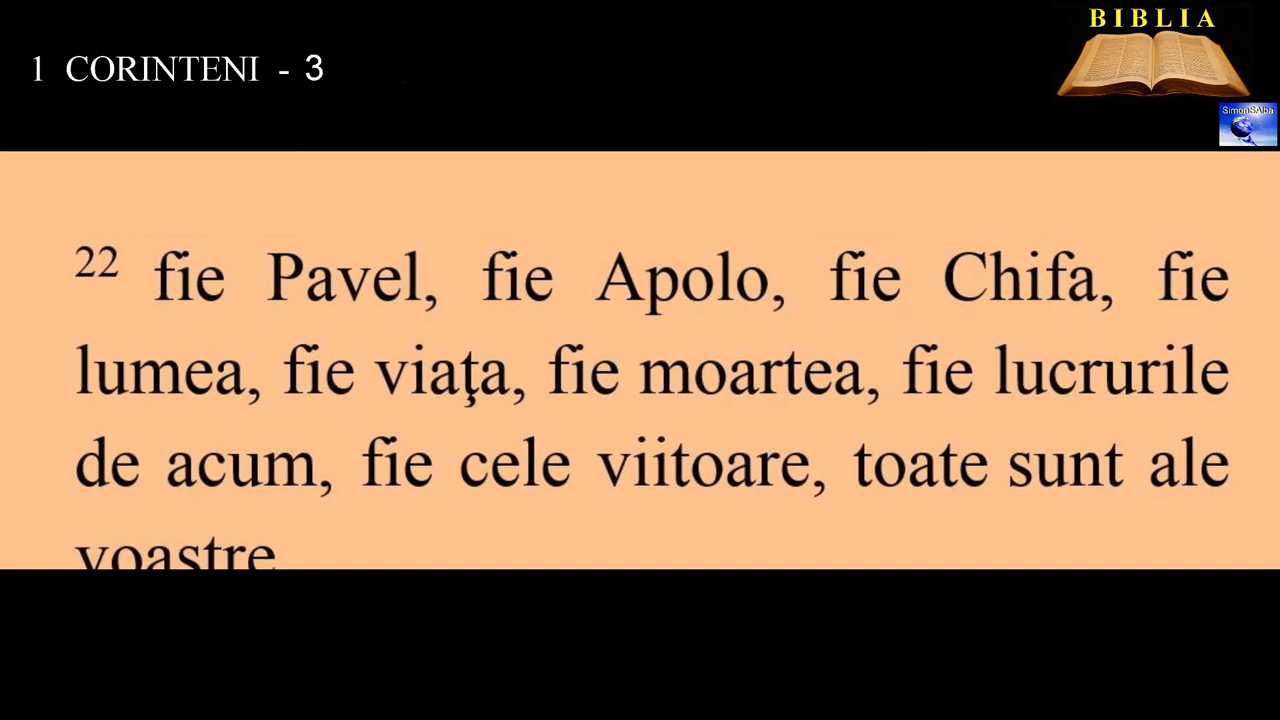 BIBLIA
1 CORINTENI - 3
SimonSAlba
22 fie Pavel, fie Apolo, fie Chifa, fie
lumea, fie viaţa, fie moartea, fie lucrurile
de acum, fie cele viitoare, toate sunt ale
voastre